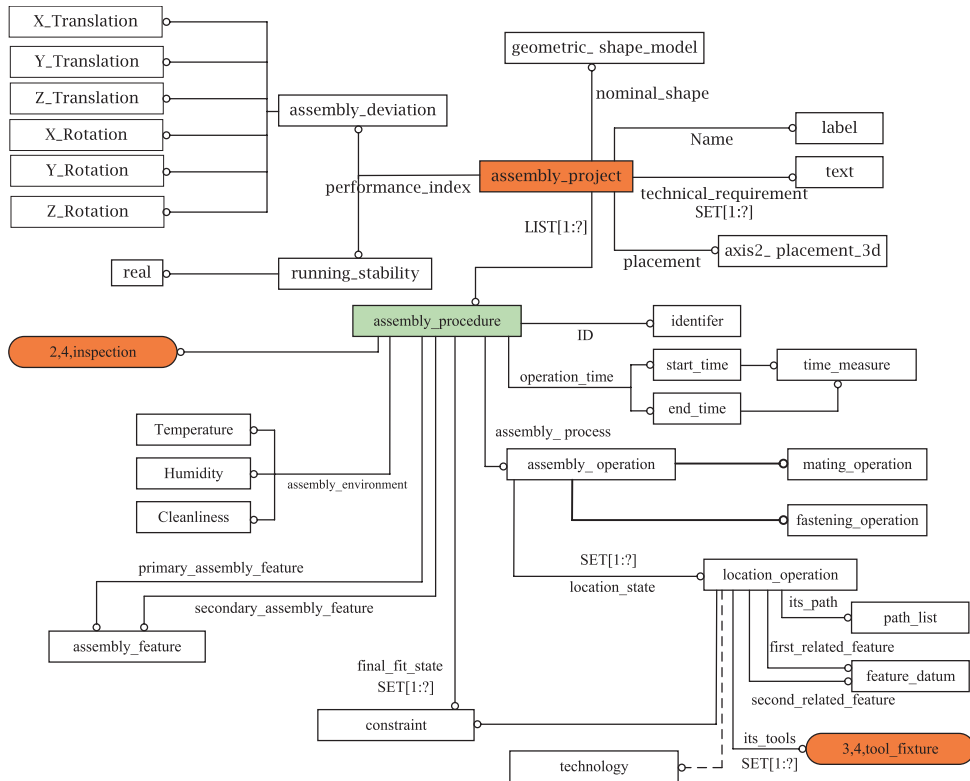 X_Translation
Y_Translation
Z_Translation
X_Rotation
Y_Rotation
Z_Rotation
assembly_deviation
performance_index
real
running_stability
geometric_ shape_model
nominal_shape
assembly_project
Name
label
technical_requirement
SET[1:?]
text
LIST[1:?]
placement
axis2_ placement_3d
assembly_procedure
ID
identifer
2,4,inspection
operation_time
start_time
time_measure
end_time
Temperature
Humidity
Cleanliness
assembly_environment
assembly_ process
assembly_ operation
mating_operation
fastening_operation
primary_assembly_feature
secondary_assembly_feature
assembly_feature
SET[1:?]
location_state
location_operation
its_path
path_list
first_related_feature
feature_datum
second_related_feature
final_fit_state
SET[1:?]
constraint
its_tools
SET[1:?]
3,4,tool_fixture
technology